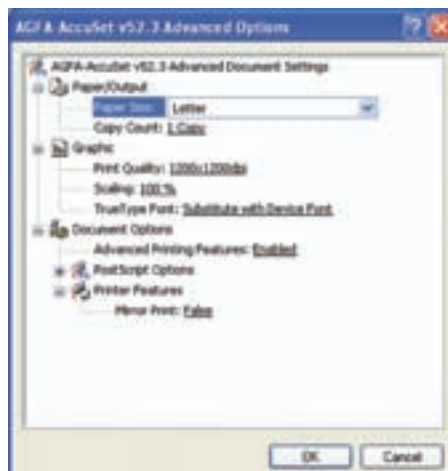 AGFA-AccuSet v52.3 Advanced Options
AGFA-AccuSet v52.3 Advanced Document Settings
Paper/Output
Paper Size: Letter
Copy Count: 1 Copy
Graphic
Print Quality: 1200x1200dpi
Scaling: 100 %
TrueType Font: Substitute with Device Font
Document Options
Advanced Printing Features: Enabled
PostScript Options
Printer Features
Mirror Print: False
OK Cancel